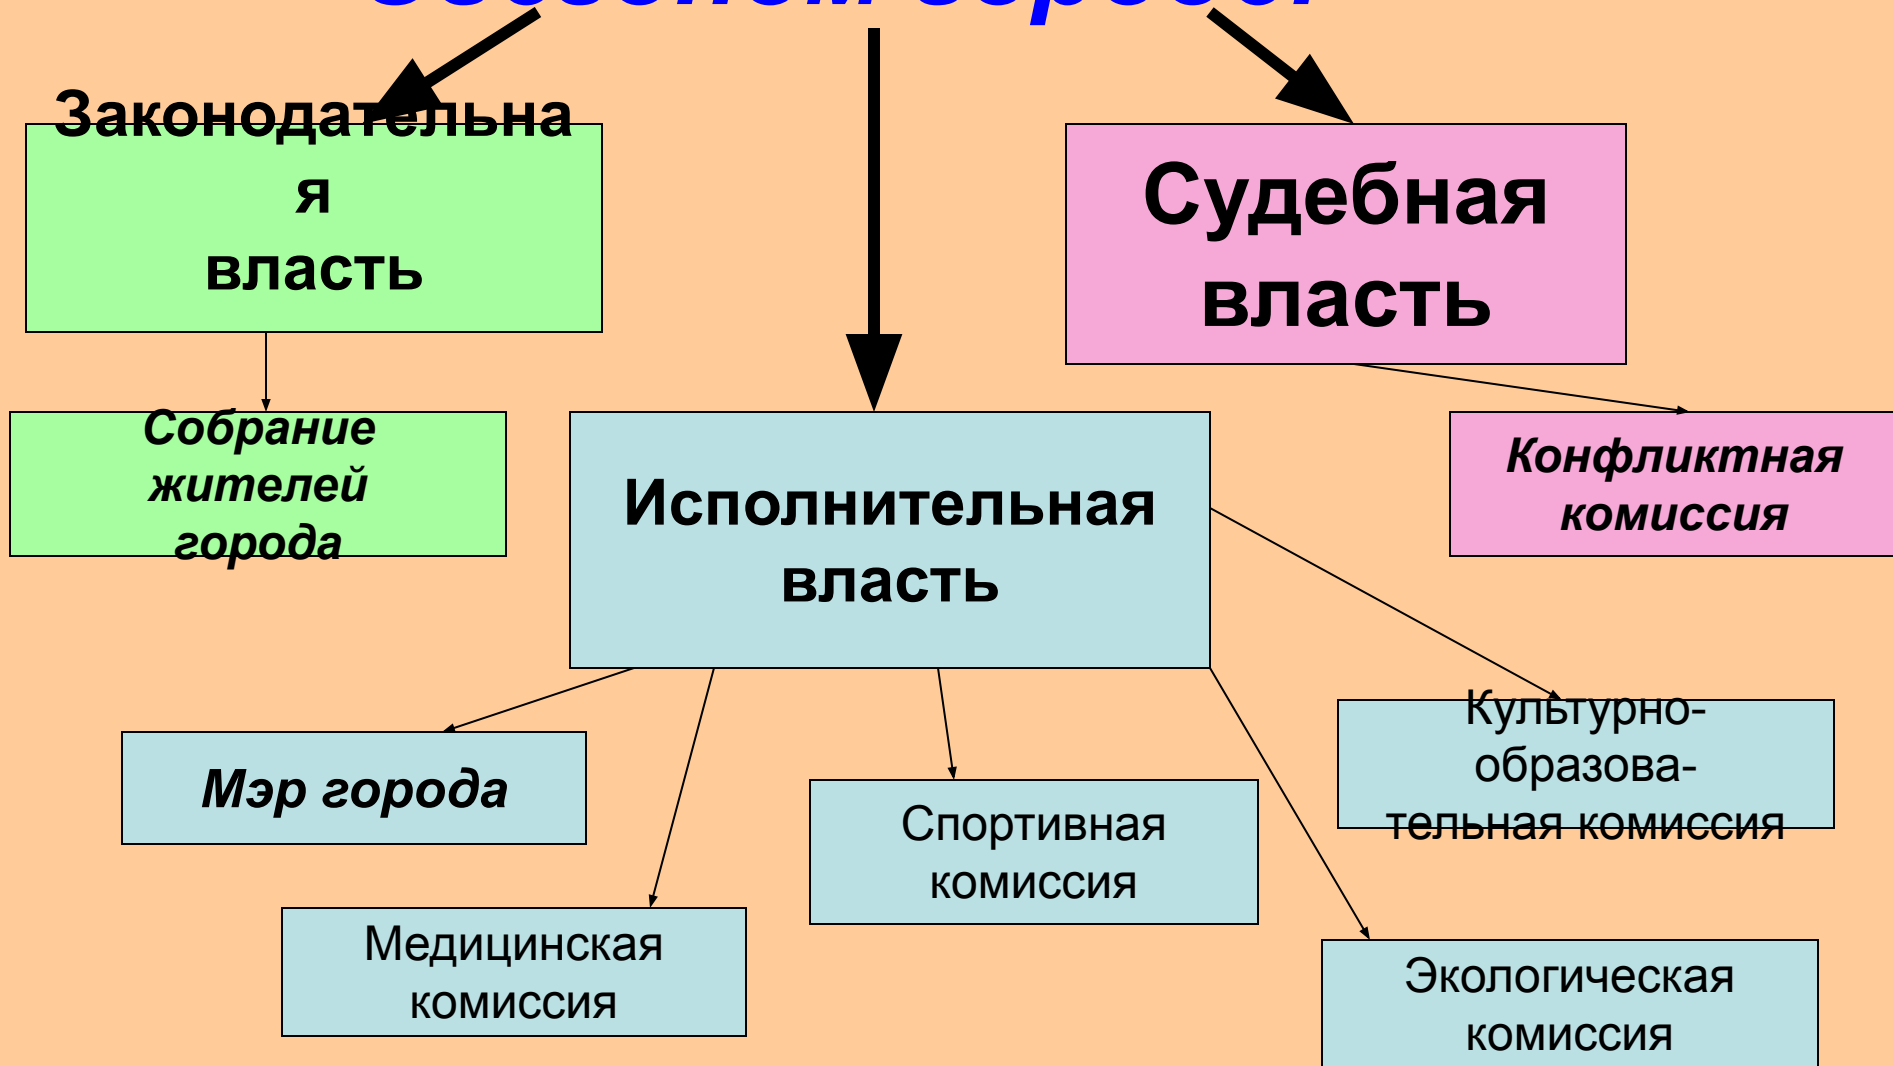 Законодательна
я
власть
Судебная
власть
Собрание
жителей
города
Исполнительная
власть
Конфликтная
комиссия
Мэр города
Спортивная
комиссия
Культурно-
образова-
тельная комиссия
Медицинская
комиссия
Экологическая
комиссия